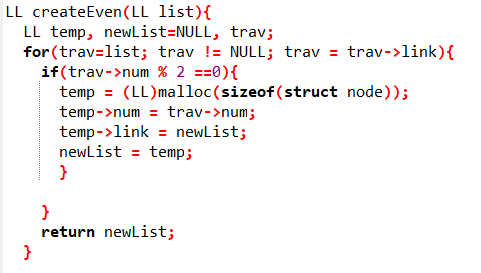 LL createEven(LL list){
LL temp, newList=NULL, trav;
for(trav=list; trav != NULL; trav = trav->link){
if(trav->num % 2 ==0){
temp = (LL)malloc(sizeof(struct node));
temp->num = trav->num;
temp->link = newList;
newList = temp;
}
}
return newList;
}